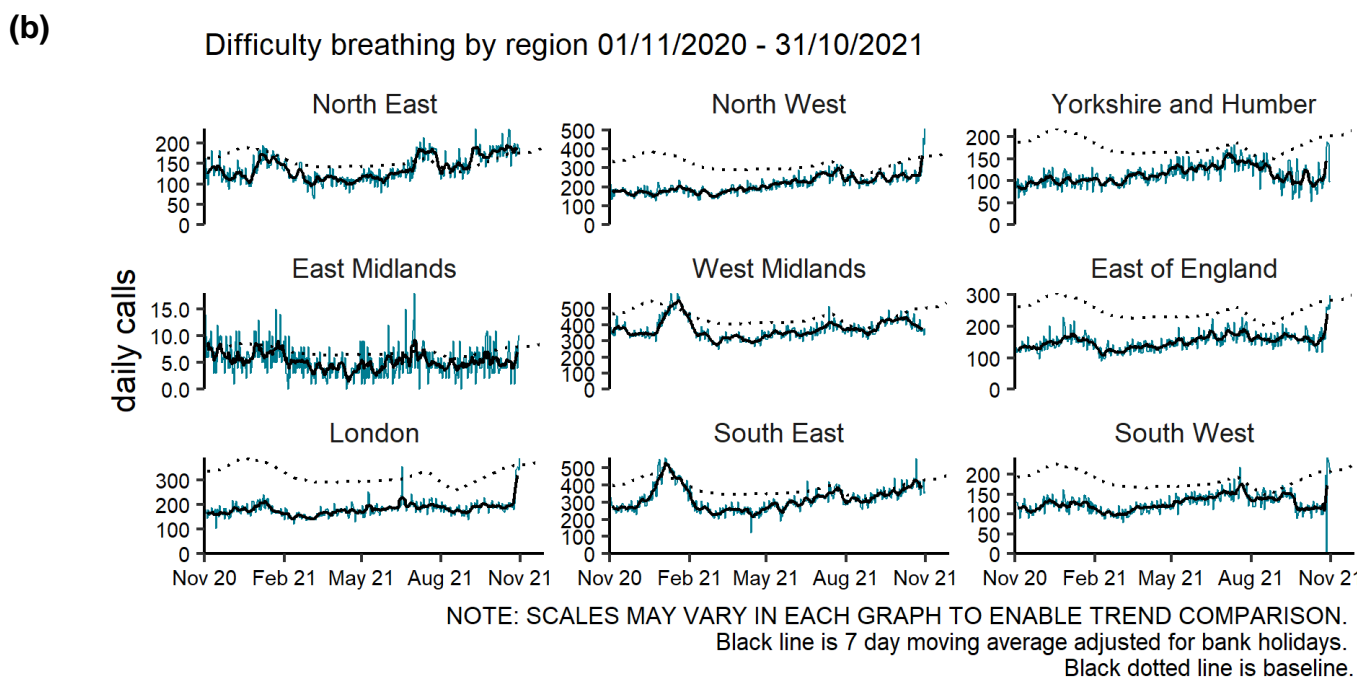 (b)
Difficulty breathing by region 01/11/2020 - 31/10/2021
North East
North West
Yorkshire and Humber
200
150
100
50
0
500
400
300
200
100
0
200
150
100
50
0
East Midlands
West Midlands
East of England
15.0
10.0
5.0
0.0
500
400
300
200
100
0
300
200
100
0
daily calls
London
South East
South West
300
200
100
0
500
400
300
200
100
0
200
150
100
50
0
Nov 20 Feb 21 May 21 Aug 21 Nov 21
Nov 20 Feb 21 May 21 Aug 21 Nov 21
Nov 20 Feb 21 May 21 Aug 21 Nov 21
NOTE: SCALES MAY VARY IN EACH GRAPH TO ENABLE TREND COMPARISON.
Black line is 7 day moving average adjusted for bank holidays.
Black dotted line is baseline.